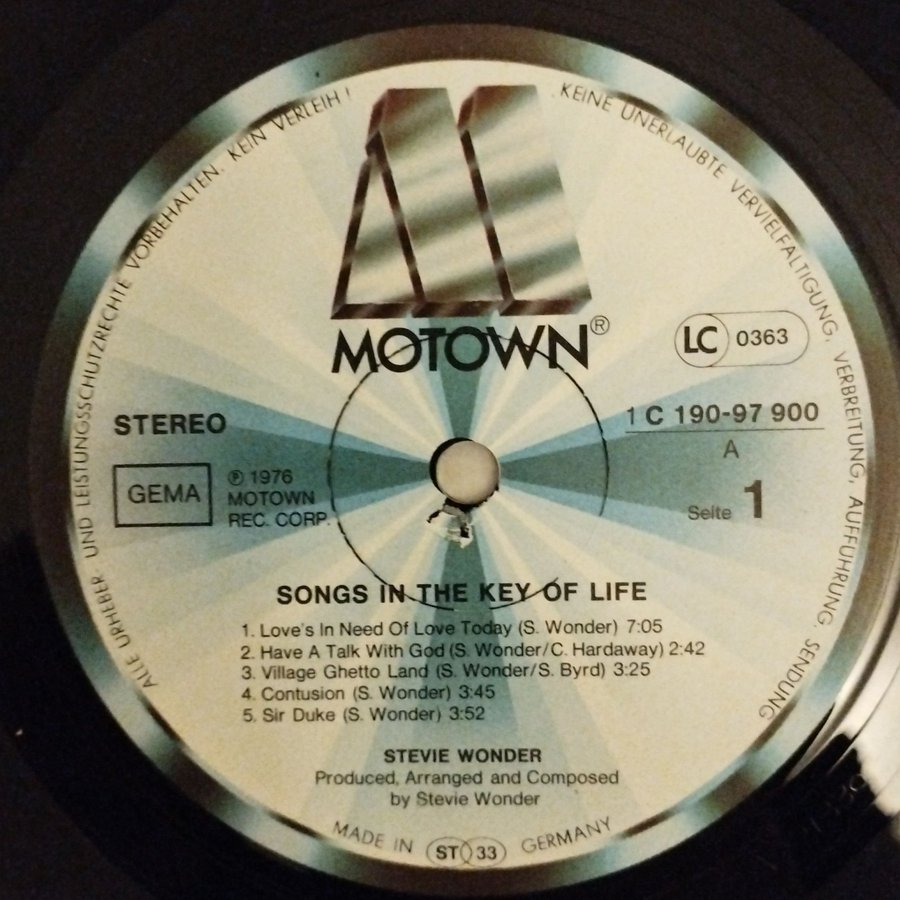 ALLE URHEBER UND LEISTUNGSSCHUTZRECHTE VORBEHALTEN. KEIN VERLEIH !
KEINE UNERLAUBTE VERVIELFÄLTIGUNG, VERBREITUNG, AUFFÜHRUNG, SENDUNG
M
MOTOWN®
LC 0363
STEREO
1 C 190-97 900
A
GEMA
℗ 1976
MOTOWN
REC. CORP.
Seite 1
SONGS IN THE KEY OF LIFE
1. Love's In Need Of Love Today (S. Wonder) 7:05
2. Have A Talk With God (S. Wonder/C. Hardaway) 2:42
3. Village Ghetto Land (S. Wonder/S. Byrd) 3:25
4. Contusion (S. Wonder) 3:45
5. Sir Duke (S. Wonder) 3:52
STEVIE WONDER
Produced, Arranged and Composed
by Stevie Wonder
MADE IN ST 33 GERMANY